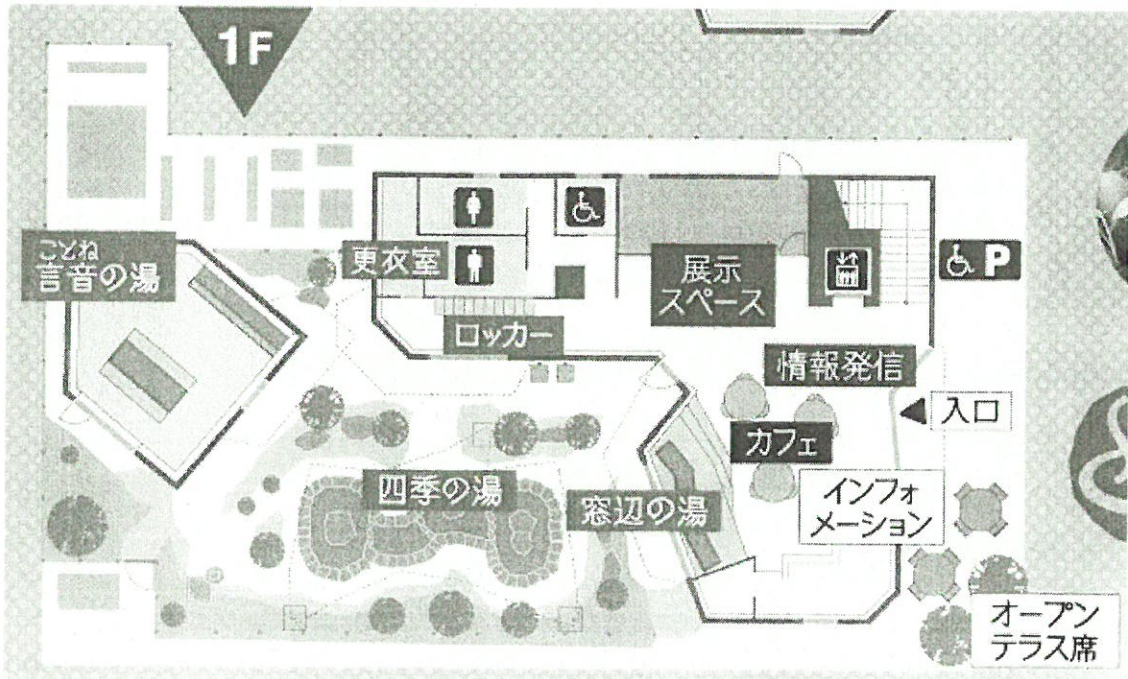 1F
ことね
言音の湯
更衣室
展示
スペース
P
ロッカー
情報発信
入口
カフェ
四季の湯
窓辺の湯
インフォ
メーション
オープン
テラス席